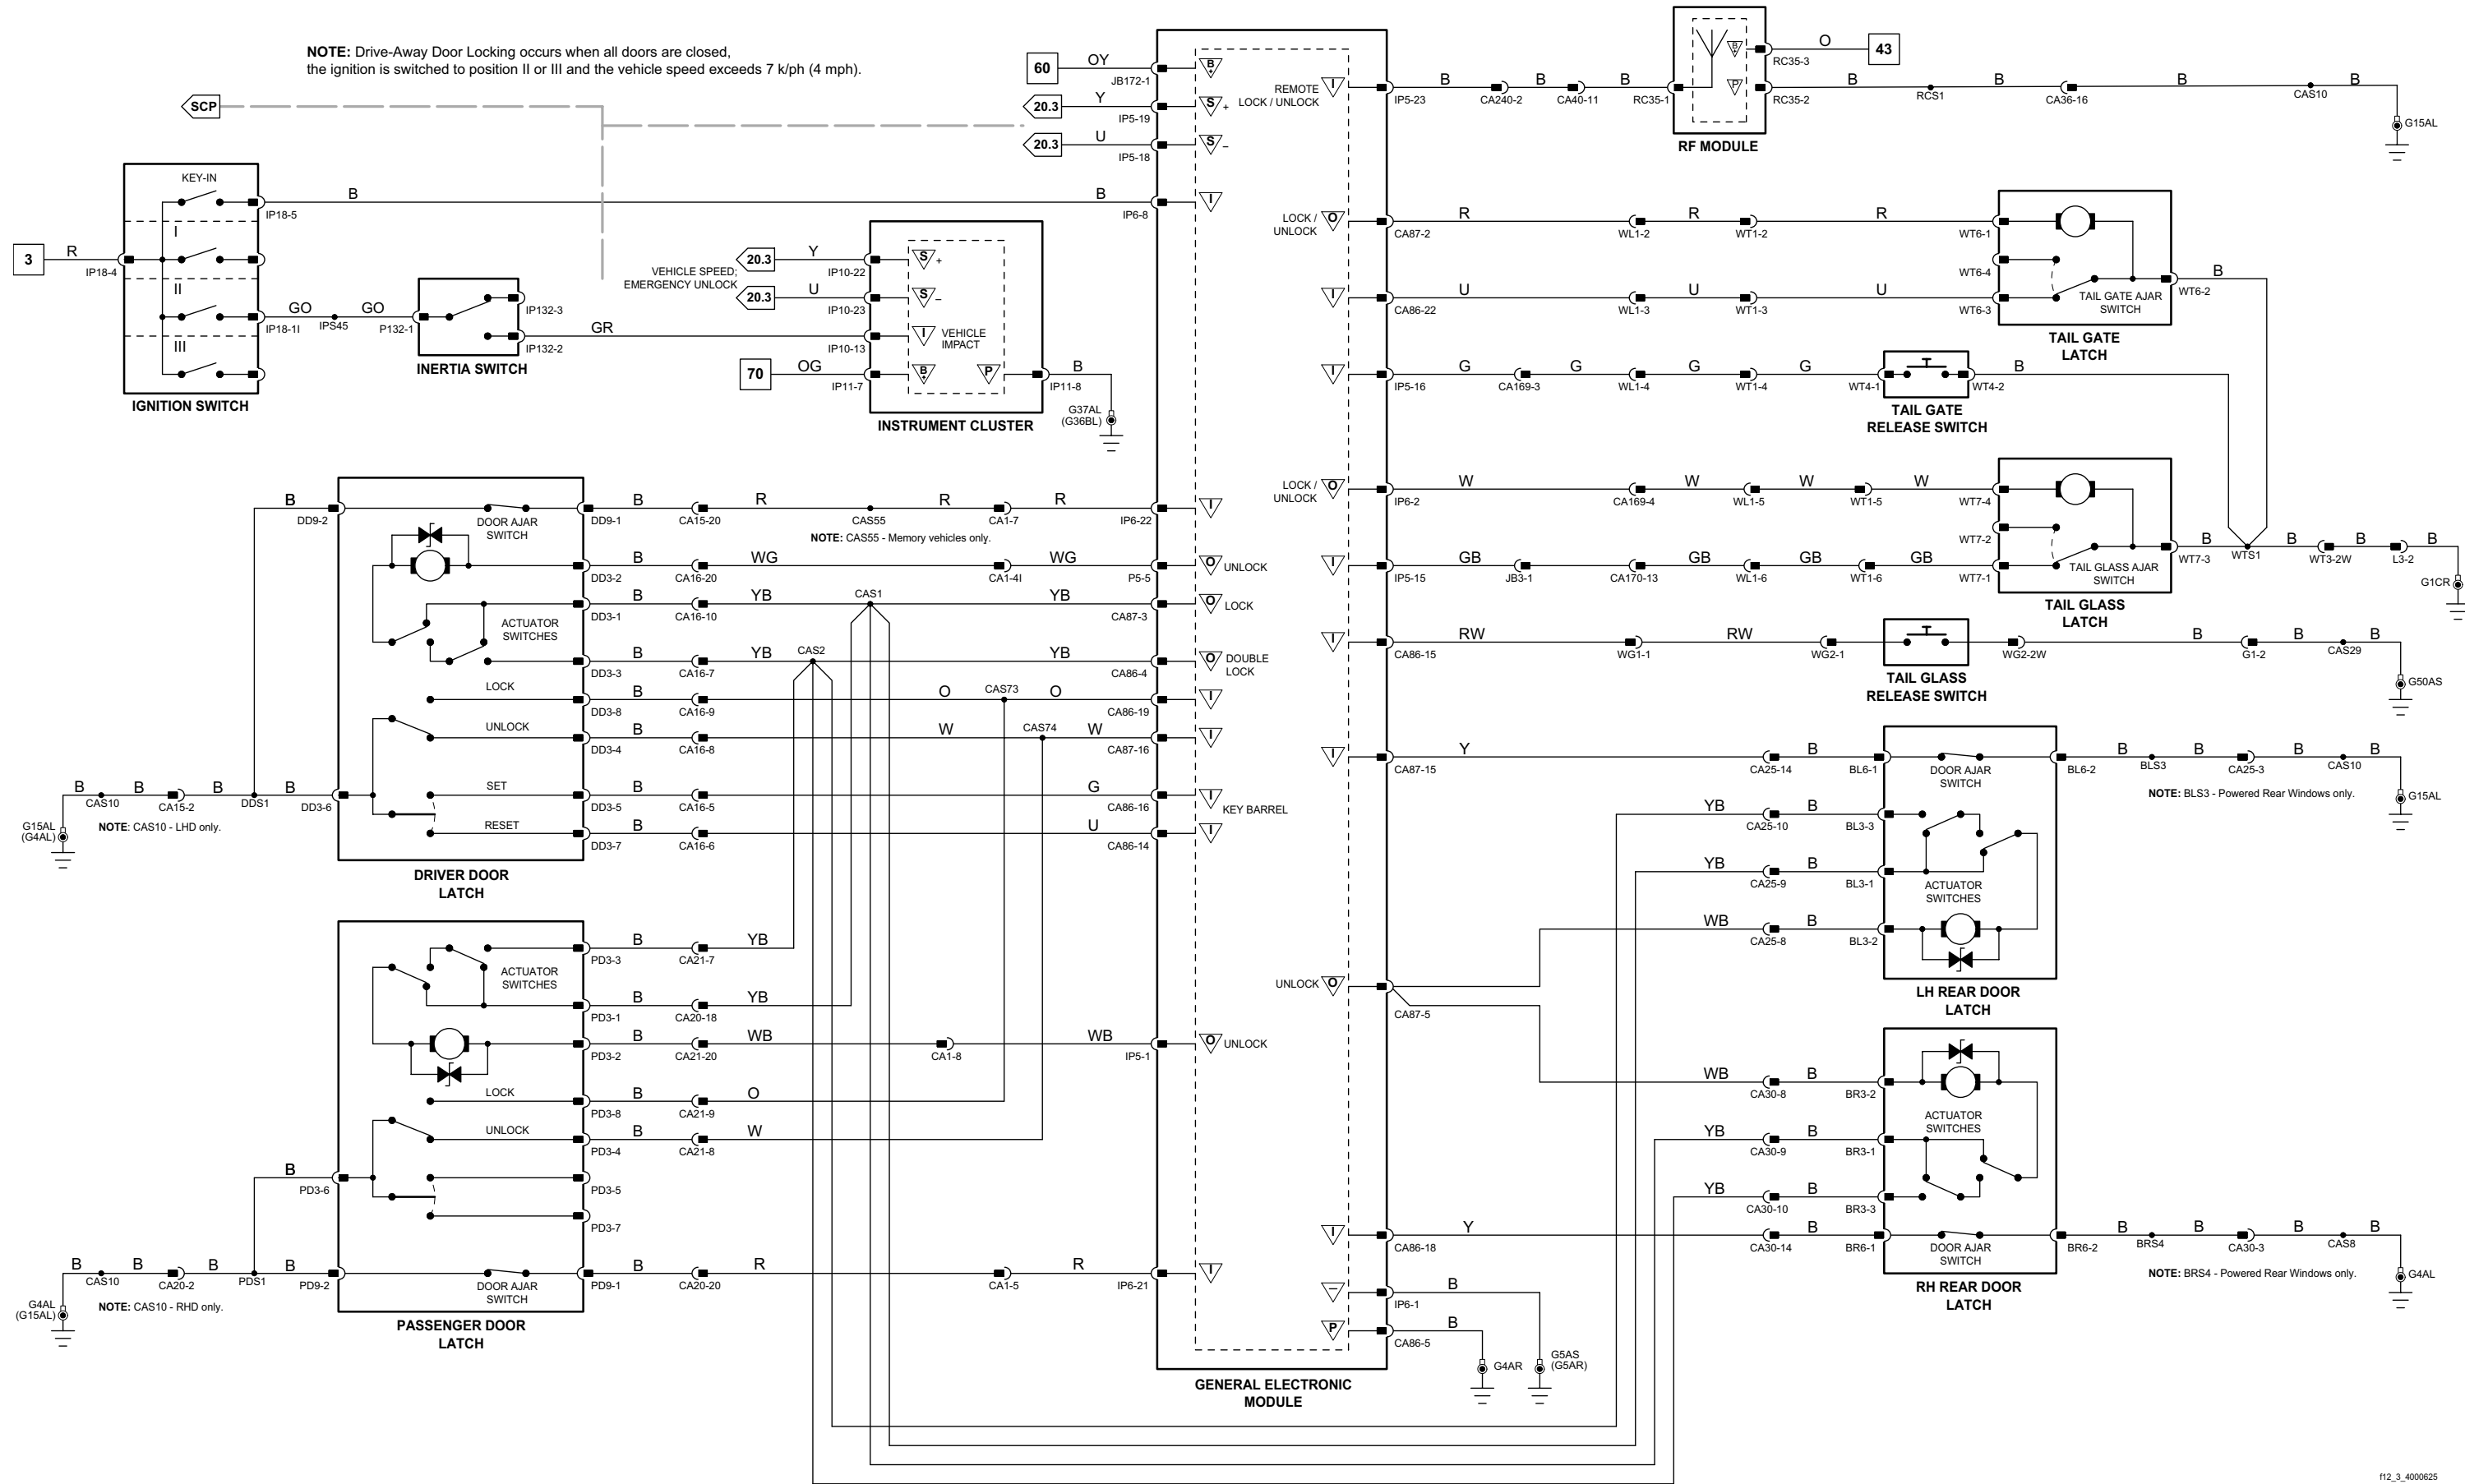 NOTE: Drive-Away Door Locking occurs when all doors are closed,
the ignition is switched to position II or III and the vehicle speed exceeds 7 k/ph (4 mph).
SCP
3
R
IP18-4
KEY-IN
I
II
III
IP18-5
B
B
IP6-8
IP18-1I
GO
IPS45
GO
P132-1
IGNITION SWITCH
IP132-3
IP132-2
GR
INERTIA SWITCH
VEHICLE SPEED;
EMERGENCY UNLOCK
20.3
Y
IP10-22
S +
20.3
U
IP10-23
S –
IP10-13
I
VEHICLE
IMPACT
70
OG
IP11-7
B+
P
IP11-8
B
G37AL
(G36BL)
INSTRUMENT CLUSTER
60
OY
JB172-1
B+
20.3
Y
IP5-19
S +
20.3
U
IP5-18
S –
I
B
DD9-2
DOOR AJAR
SWITCH
DD9-1
B
CA15-20
R
CAS55
R
CA1-7
R
IP6-22
I
NOTE: CAS55 - Memory vehicles only.
DD3-2
B
CA16-20
WG
CA1-4I
WG
P5-5
O UNLOCK
ACTUATOR
SWITCHES
DD3-1
B
CA16-10
YB
CAS1
YB
CA87-3
O LOCK
DD3-3
B
CA16-7
YB
CAS2
YB
CA86-4
O DOUBLE
LOCK
LOCK
DD3-8
B
CA16-9
O
CAS73
O
CA86-19
I
UNLOCK
DD3-4
B
CA16-8
W
CAS74
W
CA87-16
I
SET
DD3-5
B
CA16-5
G
CA86-16
I
KEY BARREL
RESET
DD3-7
B
CA16-6
U
CA86-14
I
B
CAS10
B
CA15-2
B
DDS1
B
DD3-6
G15AL
(G4AL)
NOTE: CAS10 - LHD only.
DRIVER DOOR
LATCH
ACTUATOR
SWITCHES
PD3-3
B
CA21-7
YB
PD3-1
B
CA20-18
YB
PD3-2
B
CA21-20
WB
CA1-8
WB
IP5-1
O UNLOCK
LOCK
PD3-8
B
CA21-9
O
UNLOCK
PD3-4
B
CA21-8
W
B
PD3-6
PD3-5
PD3-7
B
CAS10
B
CA20-2
B
PDS1
B
PD9-2
DOOR AJAR
SWITCH
PD9-1
B
CA20-20
R
CA1-5
R
IP6-21
I
G4AL
(G15AL)
NOTE: CAS10 - RHD only.
PASSENGER DOOR
LATCH
REMOTE
LOCK / UNLOCK
I
IP5-23
B
CA240-2
B
CA40-11
B
RC35-1
B+
RC35-3
O
43
P
RC35-2
B
RCS1
B
CA36-16
B
CAS10
B
G15AL
RF MODULE
LOCK /
UNLOCK
O
CA87-2
R
WL1-2
R
WT1-2
R
WT6-1
WT6-4
I
CA86-22
U
WL1-3
U
WT1-3
U
WT6-3
TAIL GATE AJAR
SWITCH
WT6-2
B
TAIL GATE
LATCH
I
IP5-16
G
CA169-3
G
WL1-4
G
WT1-4
G
WT4-1
WT4-2
B
TAIL GATE
RELEASE SWITCH
LOCK /
UNLOCK
O
IP6-2
W
CA169-4
W
WL1-5
W
WT1-5
W
WT7-4
WT7-2
I
IP5-15
GB
JB3-1
CA170-13
GB
WL1-6
GB
WT1-6
GB
WT7-1
TAIL GLASS AJAR
SWITCH
WT7-3
B
WTS1
B
WT3-2W
B
L3-2
B
G1CR
TAIL GLASS
LATCH
I
CA86-15
RW
WG1-1
RW
WG2-1
WG2-2W
B
G1-2
B
CAS29
B
G50AS
TAIL GLASS
RELEASE SWITCH
I
CA87-15
Y
CA25-14
B
BL6-1
DOOR AJAR
SWITCH
BL6-2
B
BLS3
B
CA25-3
B
CAS10
B
G15AL
NOTE: BLS3 - Powered Rear Windows only.
YB
CA25-10
B
BL3-3
YB
CA25-9
B
BL3-1
ACTUATOR
SWITCHES
WB
CA25-8
B
BL3-2
LH REAR DOOR
LATCH
UNLOCK
O
CA87-5
WB
CA30-8
B
BR3-2
ACTUATOR
SWITCHES
YB
CA30-9
B
BR3-1
YB
CA30-10
B
BR3-3
I
CA86-18
Y
CA30-14
B
BR6-1
DOOR AJAR
SWITCH
BR6-2
B
BRS4
B
CA30-3
B
CAS8
B
G4AL
NOTE: BRS4 - Powered Rear Windows only.
RH REAR DOOR
LATCH
–
IP6-1
B
P
CA86-5
B
G4AR
G5AS
(G5AR)
GENERAL ELECTRONIC
MODULE
f12_3_4000625